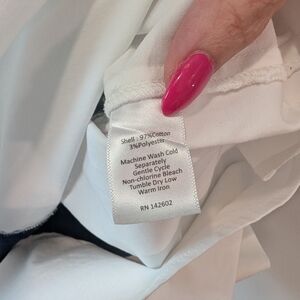 Shell : 97%Cotton
3%Polyester
Machine Wash Cold
Separately
Gentle Cycle
Non-chlorine Bleach
Tumble Dry Low
Warm Iron
RN 142602